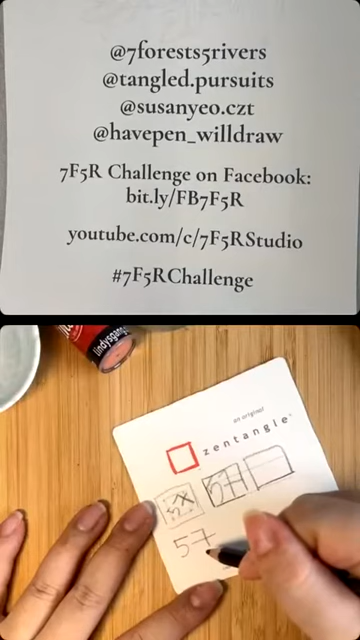 @7forests5rivers
@tangled.pursuits
@susanyeo.czt
@havepen_willdraw
7F5R Challenge on Facebook:
bit.ly/FB7F5R
youtube.com/c/7F5RStudio
#7F5RChallenge
an original
zentangle
57